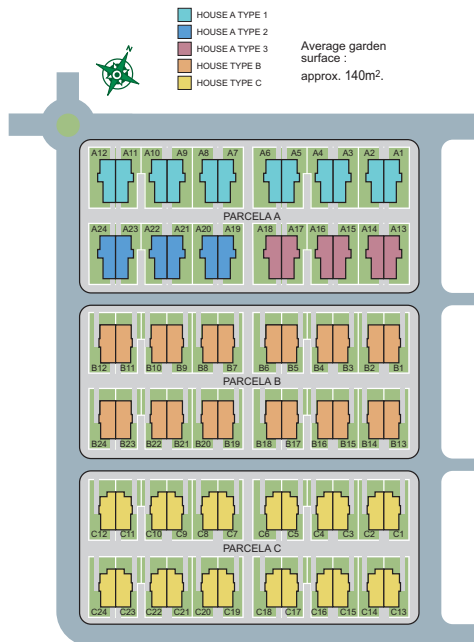 HOUSE A TYPE 1
HOUSE A TYPE 2
HOUSE A TYPE 3
HOUSE TYPE B
HOUSE TYPE C
N
Average garden
surface :
approx. 140m².
A12 A11 A10 A9 A8 A7 A6 A5 A4 A3 A2 A1
PARCELA A
A24 A23 A22 A21 A20 A19 A18 A17 A16 A15 A14 A13
B12 B11 B10 B9 B8 B7 B6 B5 B4 B3 B2 B1
PARCELA B
B24 B23 B22 B21 B20 B19 B18 B17 B16 B15 B14 B13
C12 C11 C10 C9 C8 C7 C6 C5 C4 C3 C2 C1
PARCELA C
C24 C23 C22 C21 C20 C19 C18 C17 C16 C15 C14 C13